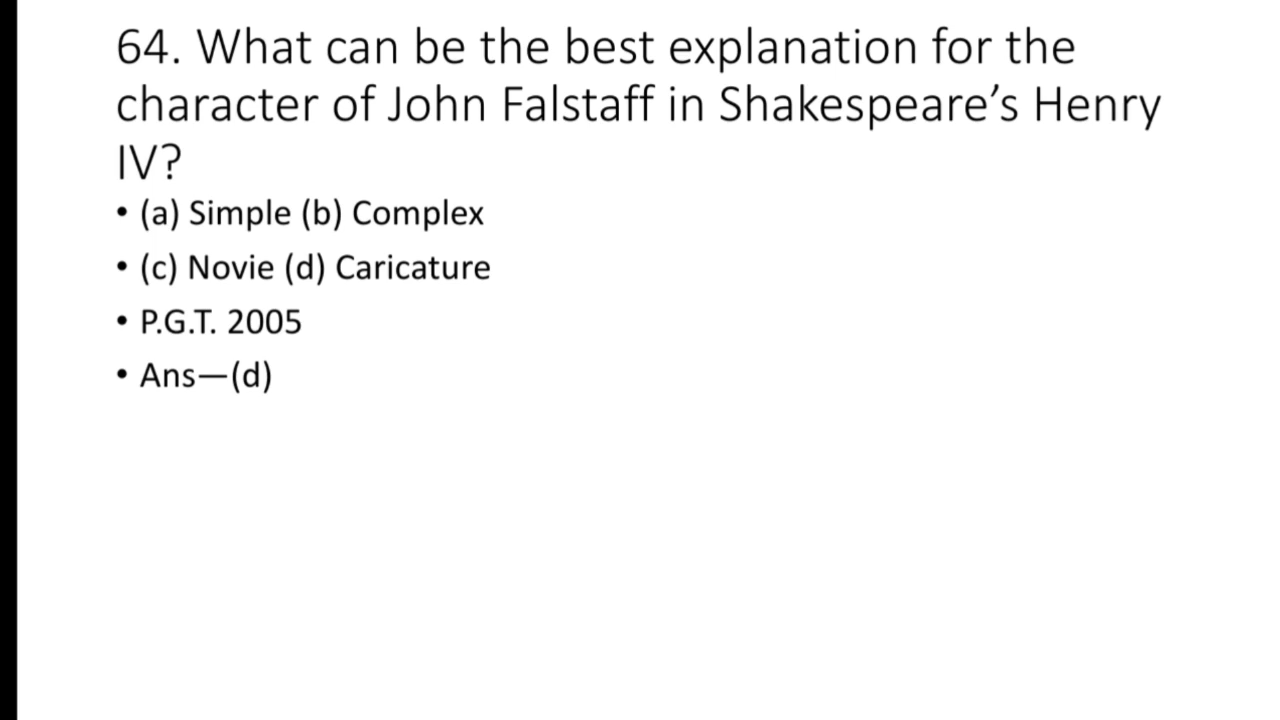 64. What can be the best explanation for the
character of John Falstaff in Shakespeare’s Henry
IV?
• (a) Simple (b) Complex
• (c) Novie (d) Caricature
• P.G.T. 2005
• Ans—(d)